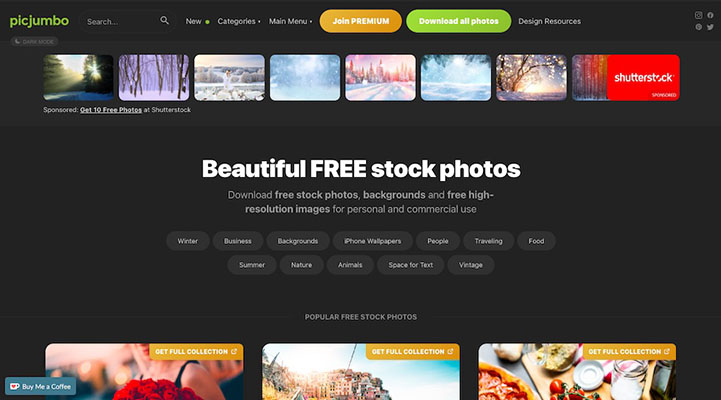 picjumbo
Search...
New
Categories
Main Menu
Join PREMIUM
Download all photos
Design Resources
DARK MODE
shutterstock
SPONSORED
Sponsored: Get 10 Free Photos at Shutterstock
Beautiful FREE stock photos
Download free stock photos, backgrounds and free high-
resolution images for personal and commercial use
Winter
Business
Backgrounds
iPhone Wallpapers
People
Traveling
Food
Summer
Nature
Animals
Space for Text
Vintage
POPULAR FREE STOCK PHOTOS
GET FULL COLLECTION
GET FULL COLLECTION
GET FULL COLLECTION
Buy Me a Coffee